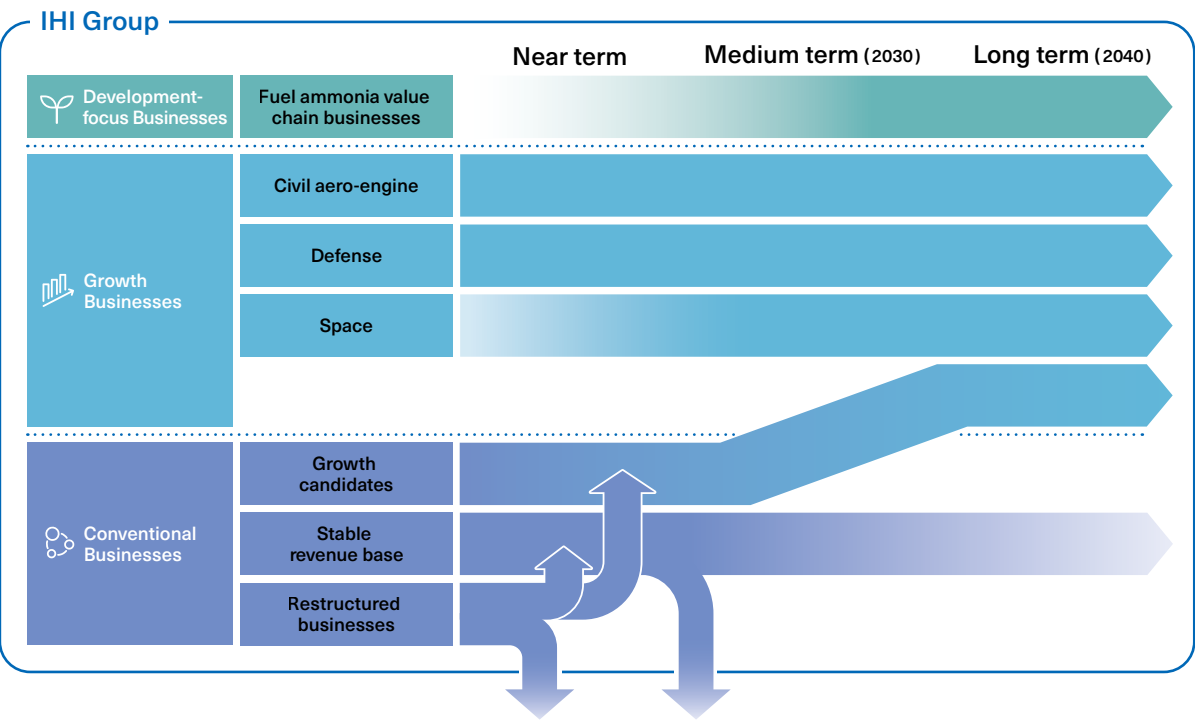 IHI Group
Near term
Medium term (2030)
Long term (2040)
Development-
focus Businesses
Fuel ammonia value
chain businesses
Growth
Businesses
Civil aero-engine
Defense
Space
Conventional
Businesses
Growth
candidates
Stable
revenue base
Restructured
businesses